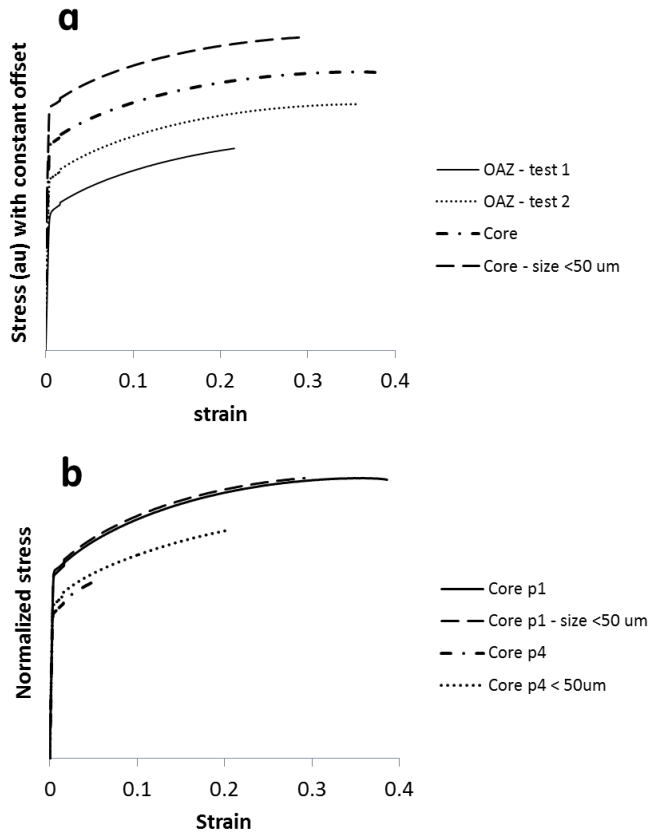 a
Stress (au) with constant offset
OAZ - test 1
OAZ - test 2
Core
Core - size <50 um
0 0.1 0.2 0.3 0.4
strain
b
Normalized stress
Core p1
Core p1 - size <50 um
Core p4
Core p4 < 50um
0 0.1 0.2 0.3 0.4
Strain